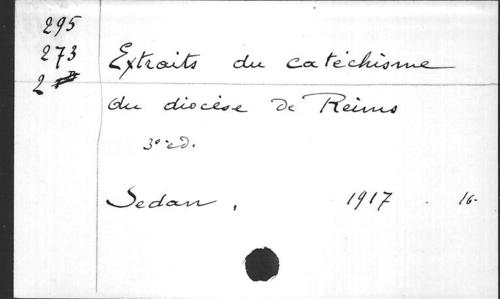 295
273
2
Extraits du catéchisme
du diocèse de Reims
3e éd.
Sedan, 1917. 16-